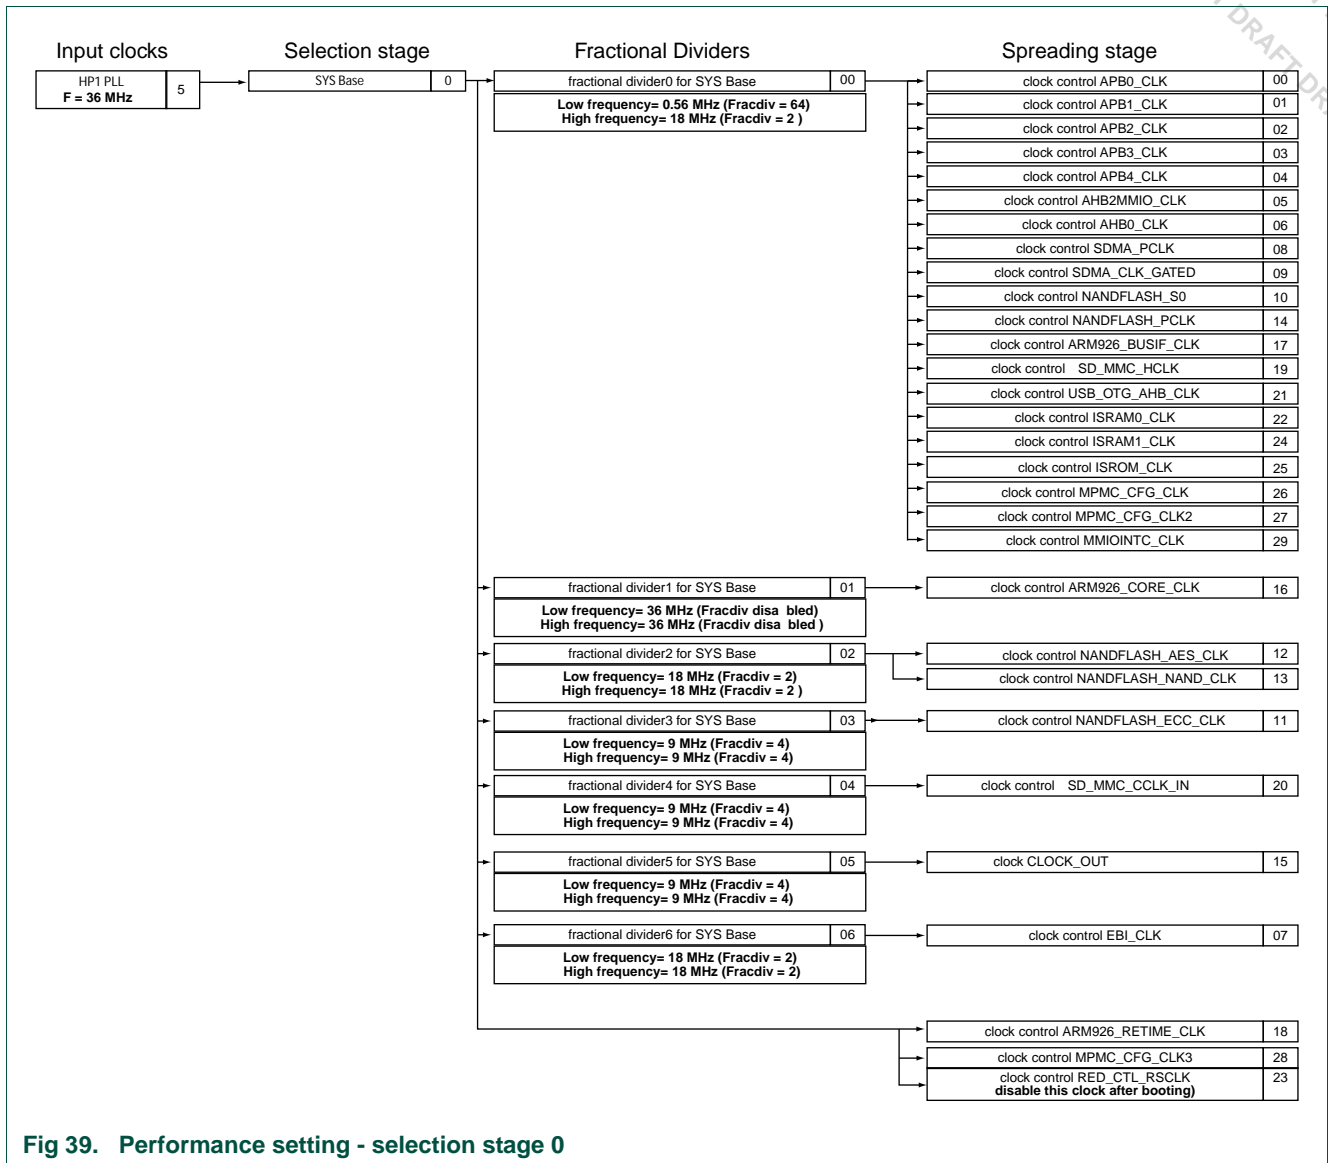 DRAFT
DRAFT DR
Input clocks
Selection stage
Fractional Dividers
Spreading stage
HP1 PLL
F = 36 MHz
5
SYS Base
0
fractional divider0 for SYS Base
00
Low frequency= 0.56 MHz (Fracdiv = 64)
High frequency= 18 MHz (Fracdiv = 2 )
clock control APB0_CLK
00
clock control APB1_CLK
01
clock control APB2_CLK
02
clock control APB3_CLK
03
clock control APB4_CLK
04
clock control AHB2MMIO_CLK
05
clock control AHB0_CLK
06
clock control SDMA_PCLK
08
clock control SDMA_CLK_GATED
09
clock control NANDFLASH_S0
10
clock control NANDFLASH_PCLK
14
clock control ARM926_BUSIF_CLK
17
clock control SD_MMC_HCLK
19
clock control USB_OTG_AHB_CLK
21
clock control ISRAM0_CLK
22
clock control ISRAM1_CLK
24
clock control ISROM_CLK
25
clock control MPMC_CFG_CLK
26
clock control MPMC_CFG_CLK2
27
clock control MMIOINTC_CLK
29
fractional divider1 for SYS Base
01
Low frequency= 36 MHz (Fracdiv disa bled)
High frequency= 36 MHz (Fracdiv disa bled )
clock control ARM926_CORE_CLK
16
fractional divider2 for SYS Base
02
Low frequency= 18 MHz (Fracdiv = 2)
High frequency= 18 MHz (Fracdiv = 2 )
clock control NANDFLASH_AES_CLK
12
clock control NANDFLASH_NAND_CLK
13
fractional divider3 for SYS Base
03
Low frequency= 9 MHz (Fracdiv = 4)
High frequency= 9 MHz (Fracdiv = 4)
clock control NANDFLASH_ECC_CLK
11
fractional divider4 for SYS Base
04
Low frequency= 9 MHz (Fracdiv = 4)
High frequency= 9 MHz (Fracdiv = 4)
clock control SD_MMC_CCLK_IN
20
fractional divider5 for SYS Base
05
Low frequency= 9 MHz (Fracdiv = 4)
High frequency= 9 MHz (Fracdiv = 4)
clock CLOCK_OUT
15
fractional divider6 for SYS Base
06
Low frequency= 18 MHz (Fracdiv = 2)
High frequency= 18 MHz (Fracdiv = 2)
clock control EBI_CLK
07
clock control ARM926_RETIME_CLK
18
clock control MPMC_CFG_CLK3
28
clock control RED_CTL_RSCLK
disable this clock after booting)
23
Fig 39. Performance setting - selection stage 0